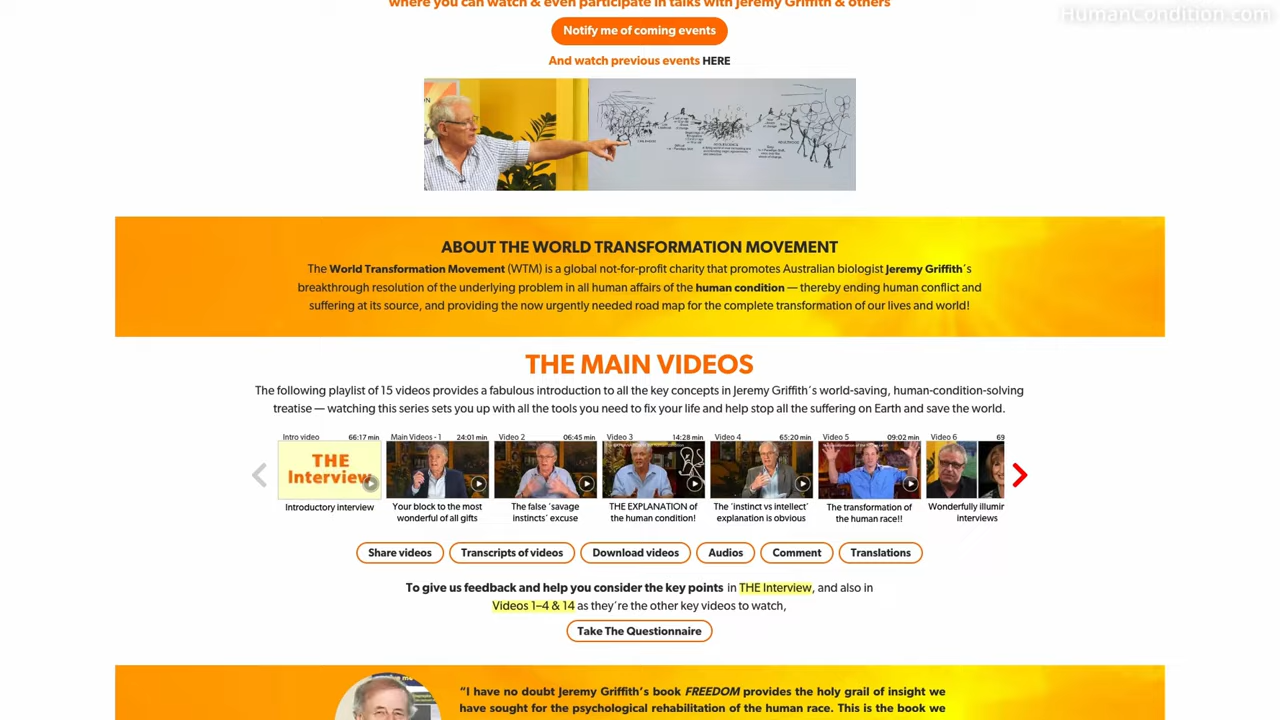 where you can watch & even participate in talks with Jeremy Griffith & others
HumanCondition.com
Notify me of coming events
And watch previous events HERE
ABOUT THE WORLD TRANSFORMATION MOVEMENT
The World Transformation Movement (WTM) is a global not-for-profit charity that promotes Australian biologist Jeremy Griffith's
breakthrough resolution of the underlying problem in all human affairs of the human condition — thereby ending human conflict and
suffering at its source, and providing the now urgently needed road map for the complete transformation of our lives and world!
THE MAIN VIDEOS
The following playlist of 15 videos provides a fabulous introduction to all the key concepts in Jeremy Griffith's world-saving, human-condition-solving
treatise — watching this series sets you up with all the tools you need to fix your life and help stop all the suffering on Earth and save the world.
Intro video 66:17 min Main Videos - 1 24:01 min Video 2 06:45 min Video 3 14:28 min Video 4 65:20 min Video 5 09:02 min Video 6 69
THE
Interview
Introductory interview Your block to the most The false 'savage THE EXPLANATION of The 'instinct vs intellect' The transformation of Wonderfully illumir
wonderful of all gifts instincts' excuse the human condition! explanation is obvious the human race!! interviews
Share videos Transcripts of videos Download videos Audios Comment Translations
To give us feedback and help you consider the key points in THE Interview, and also in
Videos 1–4 & 14 as they're the other key videos to watch,
Take The Questionnaire
“I have no doubt Jeremy Griffith's book FREEDOM provides the holy grail of insight we
have sought for the psychological rehabilitation of the human race. This is the book we